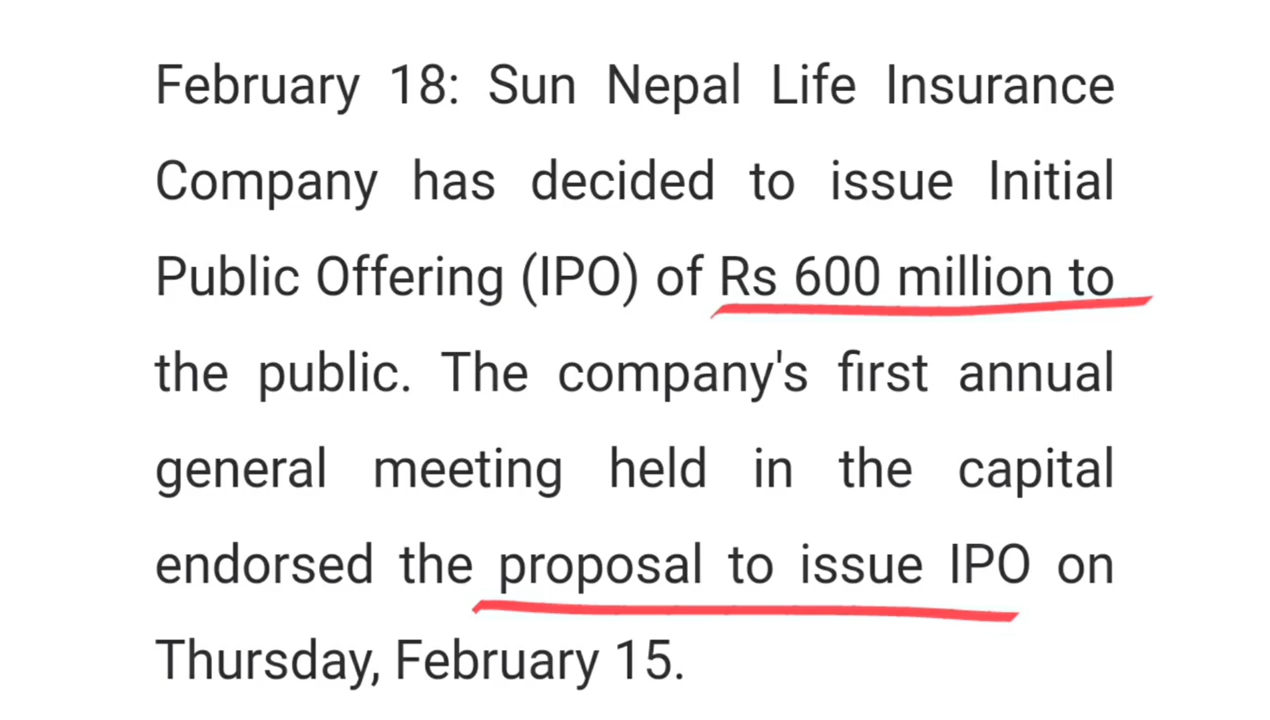 February 18: Sun Nepal Life Insurance
Company has decided to issue Initial
Public Offering (IPO) of Rs 600 million to
the public. The company's first annual
general meeting held in the capital
endorsed the proposal to issue IPO on
Thursday, February 15.